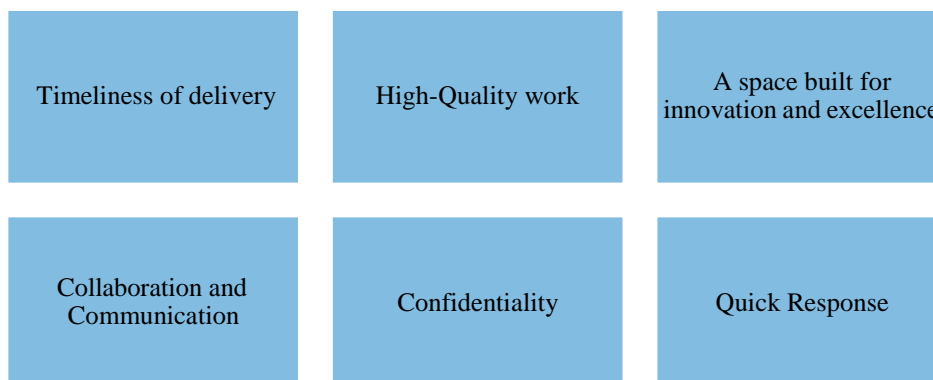 Timeliness of delivery
High-Quality work
A space built for
innovation and excellence
Collaboration and
Communication
Confidentiality
Quick Response